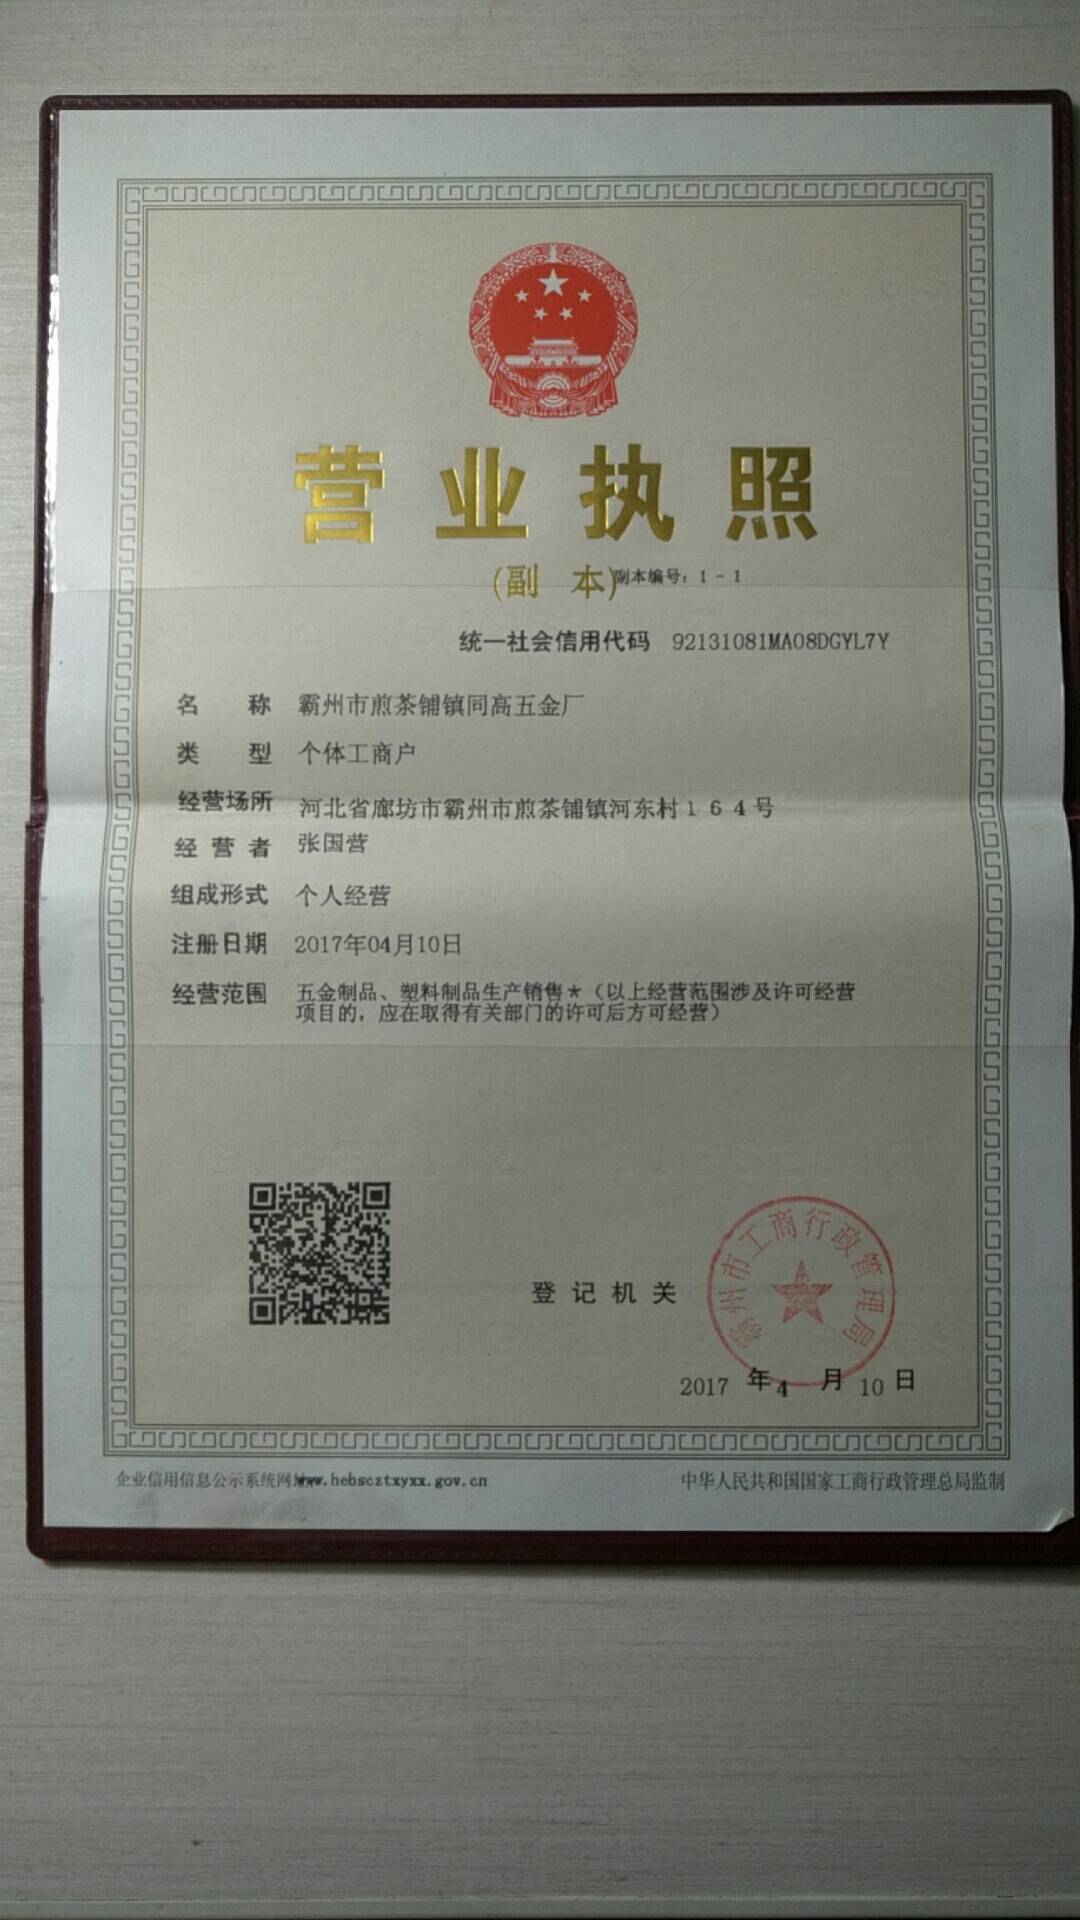 营业执照
(副 本) 副本编号：1-1
统一社会信用代码 92131081MA08DGYL7Y
名 称 霸州市煎茶铺镇同高五金厂
类 型 个体工商户
经营场所 河北省廊坊市霸州市煎茶铺镇河东村１６４号
经 营 者 张国营
组成形式 个人经营
注册日期 2017年04月10日
经营范围 五金制品、塑料制品生产销售*（以上经营范围涉及许可经营
项目的，应在取得有关部门的许可后方可经营）
霸州市工商行政管理局
登 记 机 关
2017 年 4 月 10 日
企业信用信息公示系统网址www.hebscztxyxx.gov.cn
中华人民共和国国家工商行政管理总局监制